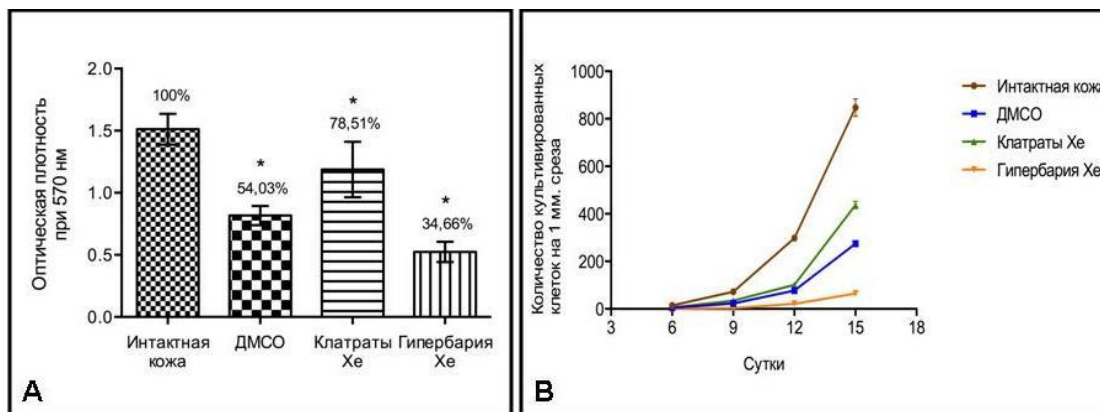 Оптическая плотность
при 570 нм
2.0
1.5
1.0
0.5
0.0
100%
*
54,03%
*
78,51%
*
34,66%
Интактная
кожа
ДМСО
Клатраты
Xe
Гипербария
Xe
A
Количество культивированных
клеток на 1 мм. среза
1000
800
600
400
200
0
3
6
9
12
15
18
Сутки
Интактная кожа
ДМСО
Клатраты Xe
Гипербария Xe
B